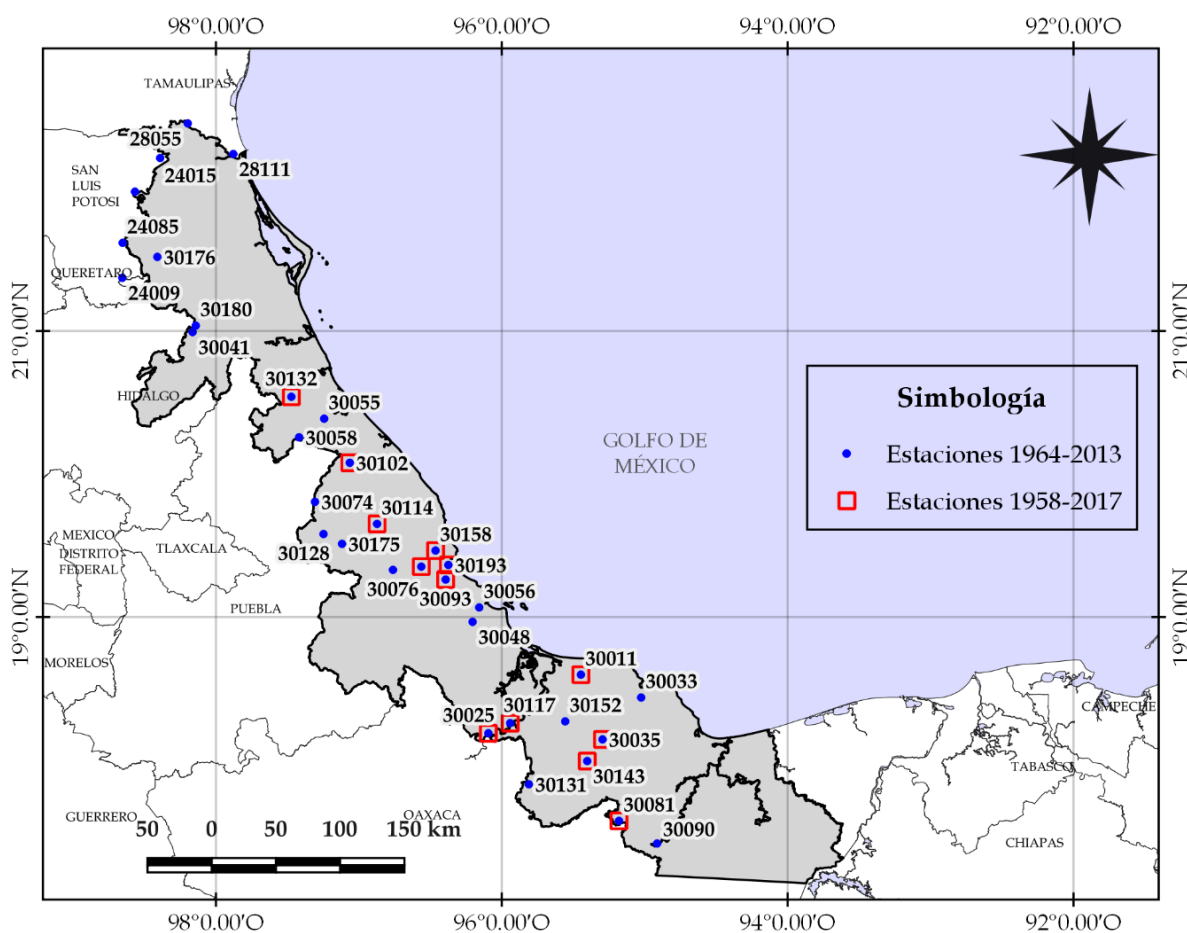 98°0.00'O
96°0.00'O
94°0.00'O
92°0.00'O
TAMAULIPAS
28055
24015
28111
SAN
LUIS
POTOSI
24085
30176
QUERETARO
24009
30180
21°0.00'N
21°0.00'N
30041
30132
HIDALGO
30055
30058
30102
GOLFO DE
MÉXICO
Simbología
Estaciones 1964-2013
Estaciones 1958-2017
30074
30114
30158
MEXICO
DISTRITO
FEDERAL
TLAXCALA
30128
30175
30193
30076
30093
30056
PUEBLA
19°0.00'N
19°0.00'N
30048
MORELOS
30011
30033
30025
30117
30152
CAMPECHE
30035
30143
TABASCO
30131
30081
GUERRERO
OAXACA
30090
CHIAPAS
50
0
50
100
150 km
98°0.00'O
96°0.00'O
94°0.00'O
92°0.00'O